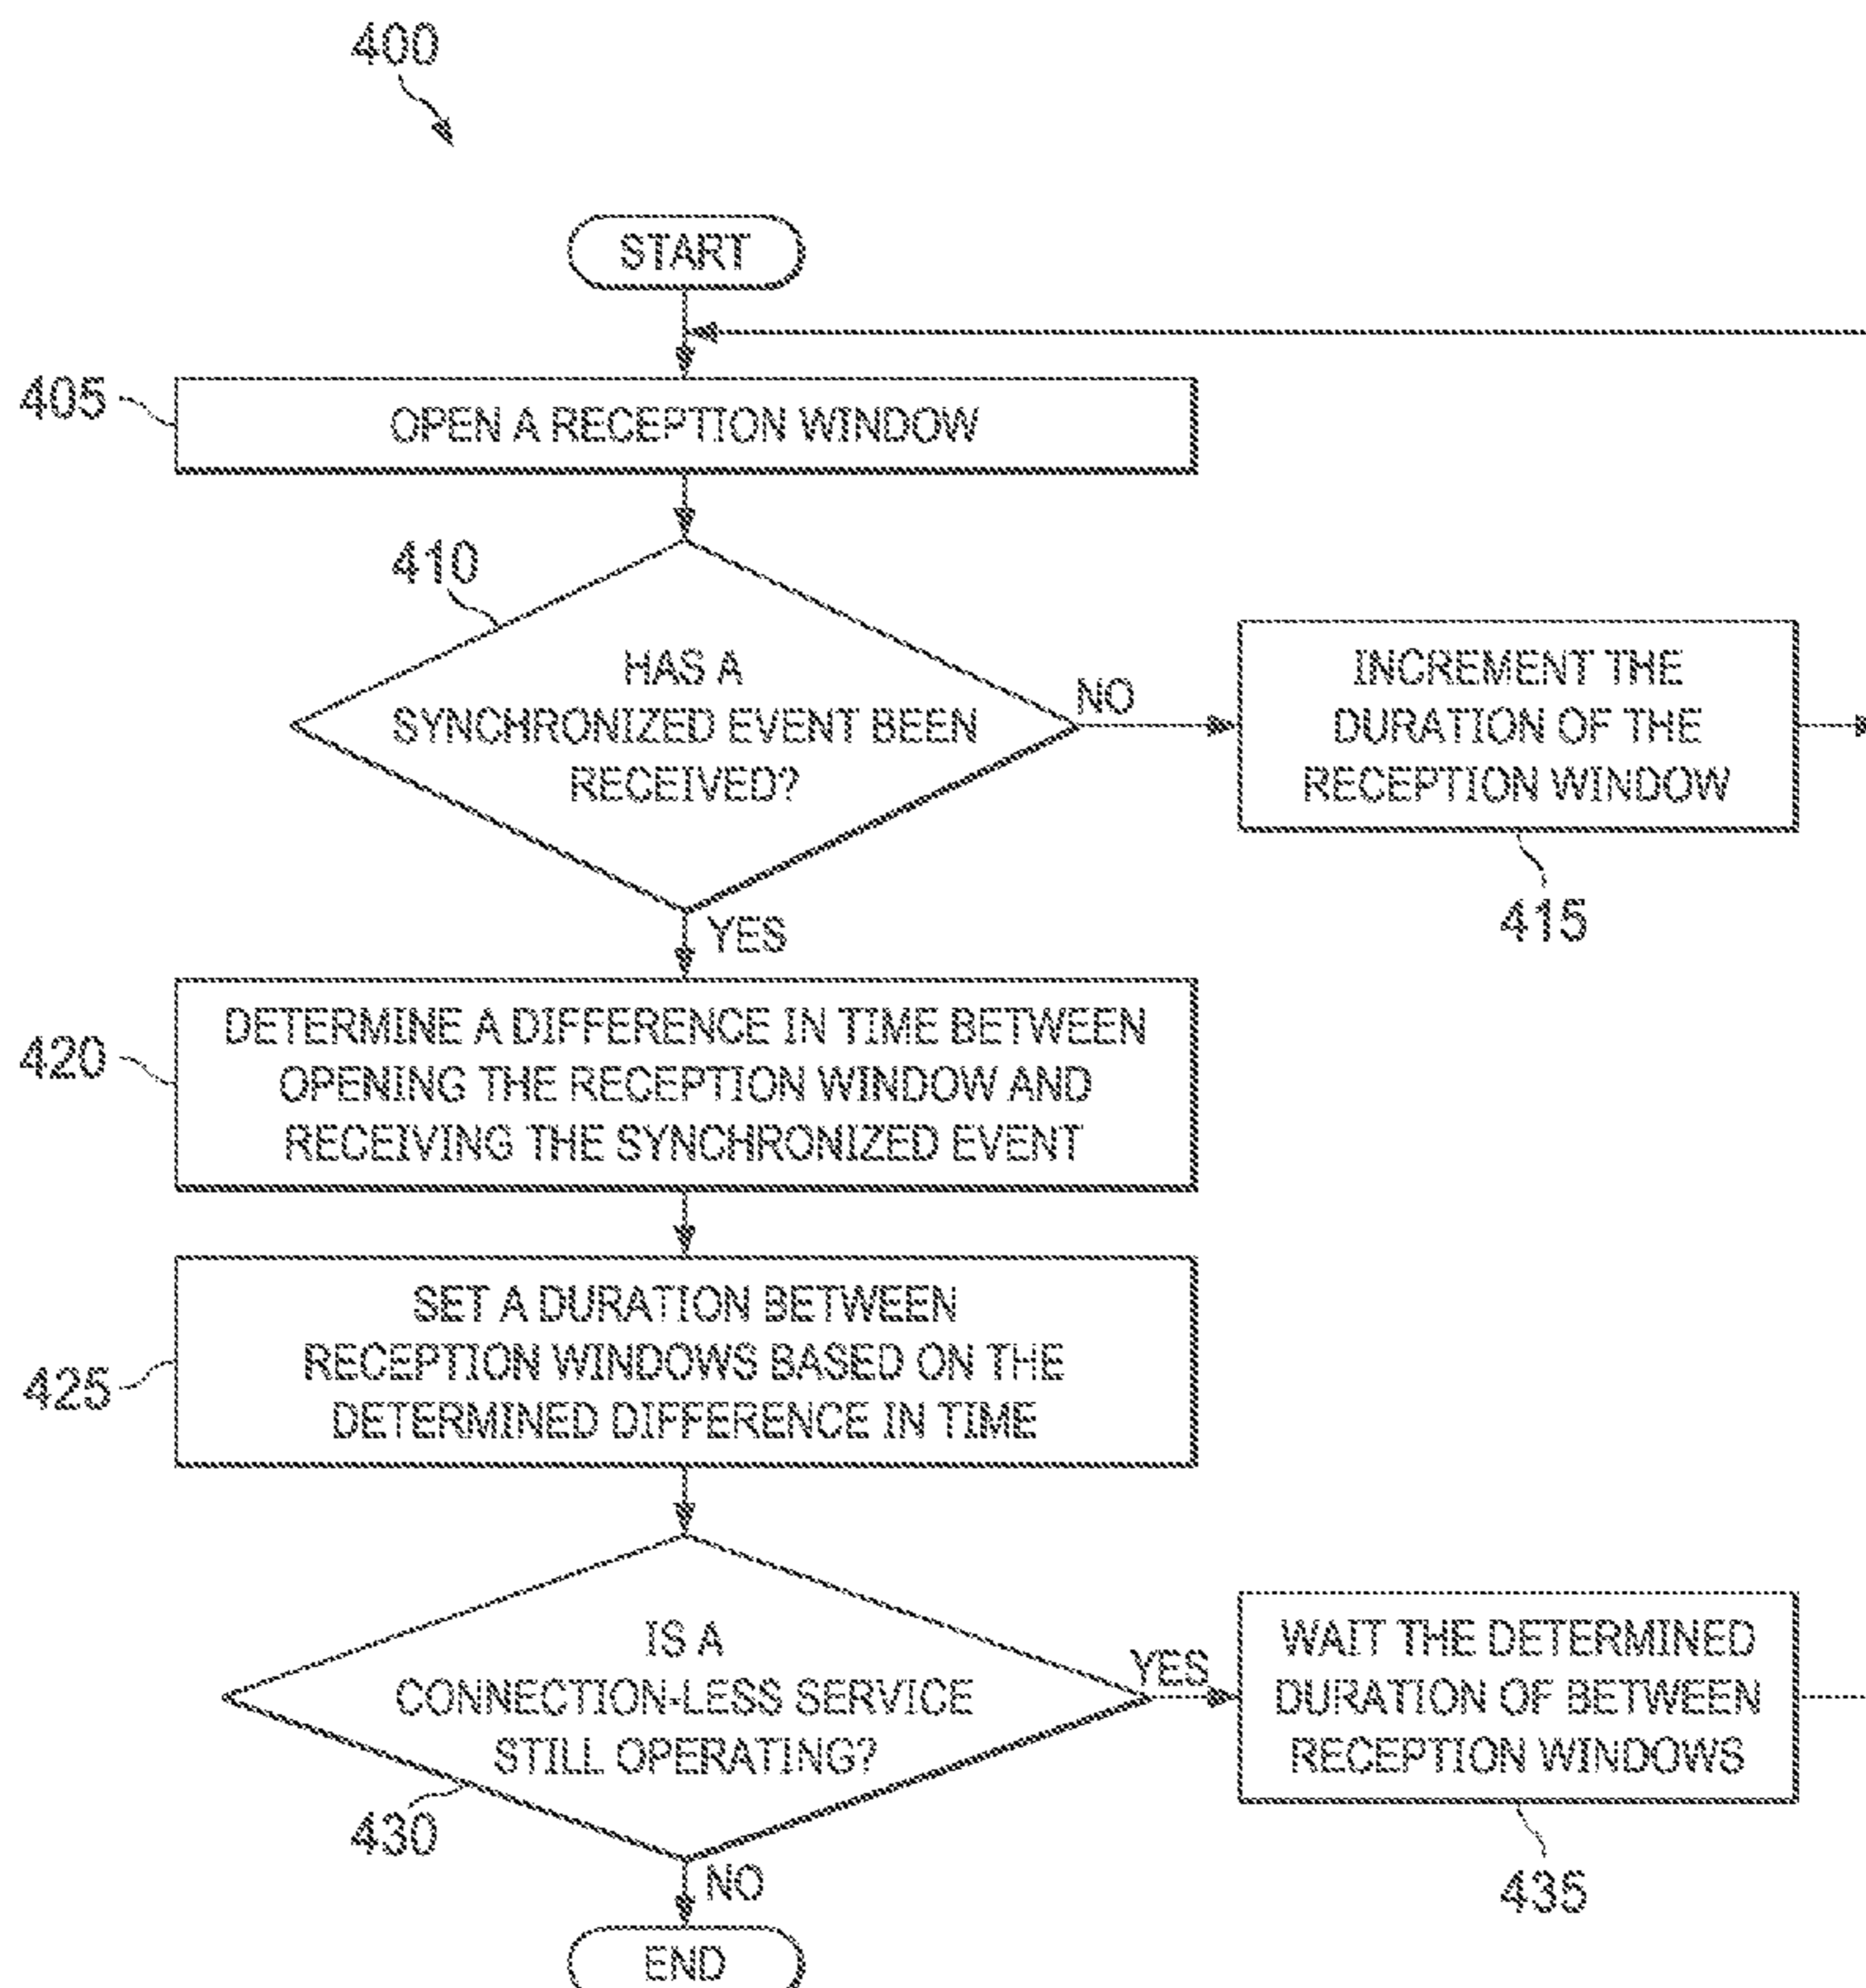 400
START
405
OPEN A RECEPTION WINDOW
410
HAS A
SYNCHRONIZED EVENT BEEN
RECEIVED?
NO
INCREMENT THE
DURATION OF THE
RECEPTION WINDOW
415
YES
420
DETERMINE A DIFFERENCE IN TIME BETWEEN
OPENING THE RECEPTION WINDOW AND
RECEIVING THE SYNCHRONIZED EVENT
425
SET A DURATION BETWEEN
RECEPTION WINDOWS BASED ON THE
DETERMINED DIFFERENCE IN TIME
IS A
CONNECTION-LESS SERVICE
STILL OPERATING?
430
YES
WAIT THE DETERMINED
DURATION OF BETWEEN
RECEPTION WINDOWS
435
NO
END